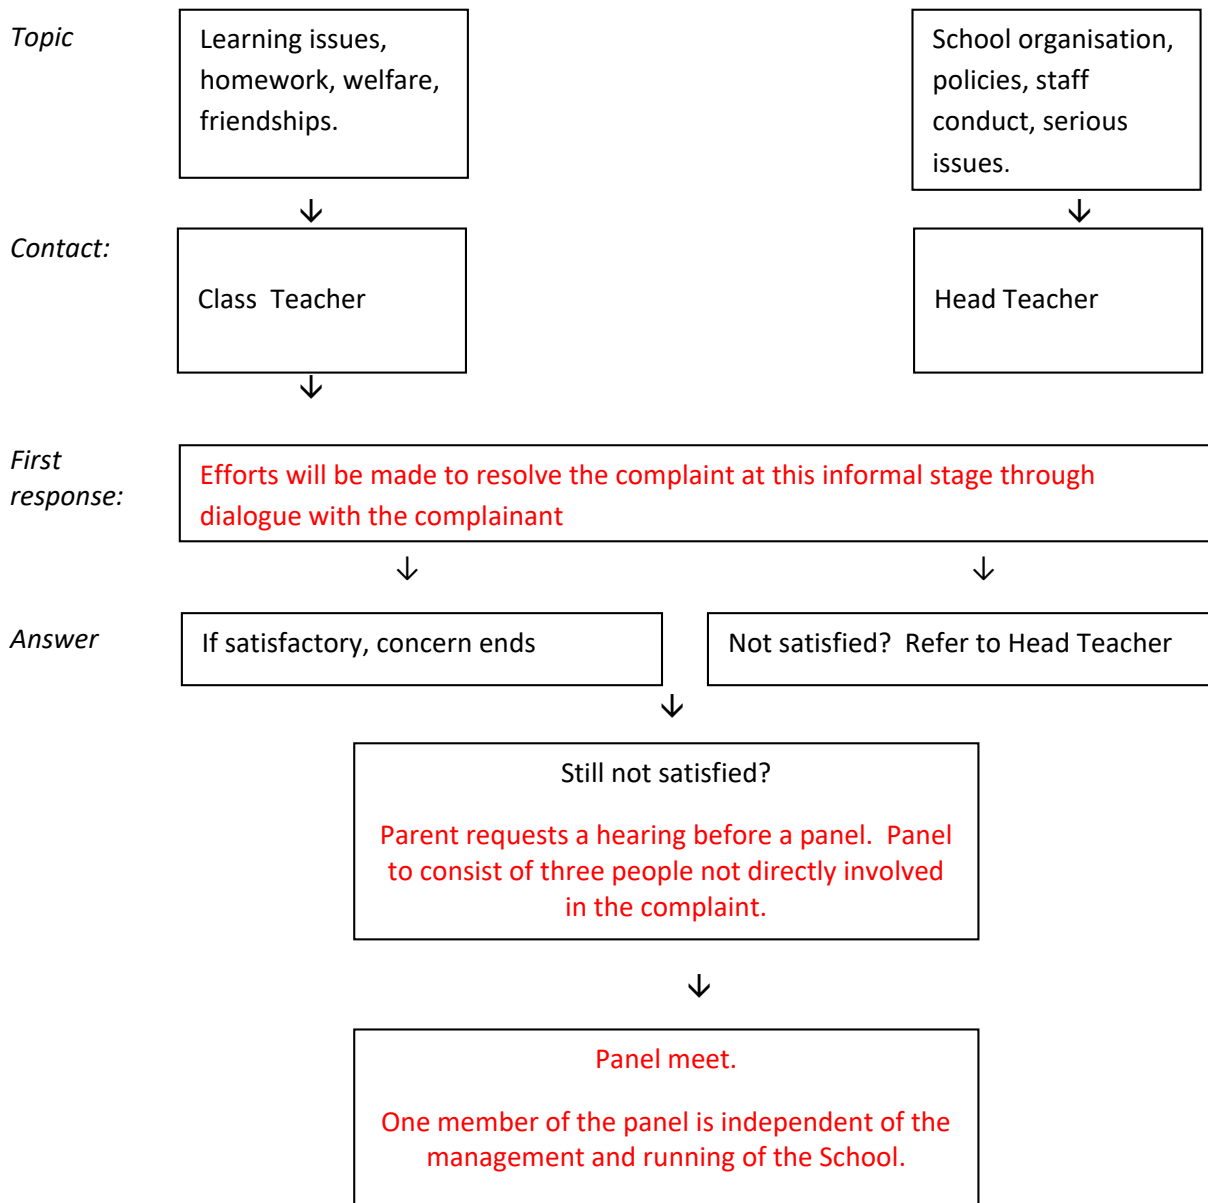 Topic
Learning issues,
homework, welfare,
friendships.
School organisation,
policies, staff
conduct, serious
issues.
Contact:
Class  Teacher
Head Teacher
First
response:
Efforts will be made to resolve the complaint at this informal stage through
dialogue with the complainant
Answer
If satisfactory, concern ends
Not satisfied?  Refer to Head Teacher
Still not satisfied?
Parent requests a hearing before a panel.  Panel
to consist of three people not directly involved
in the complaint.
Panel meet.
One member of the panel is independent of the
management and running of the School.